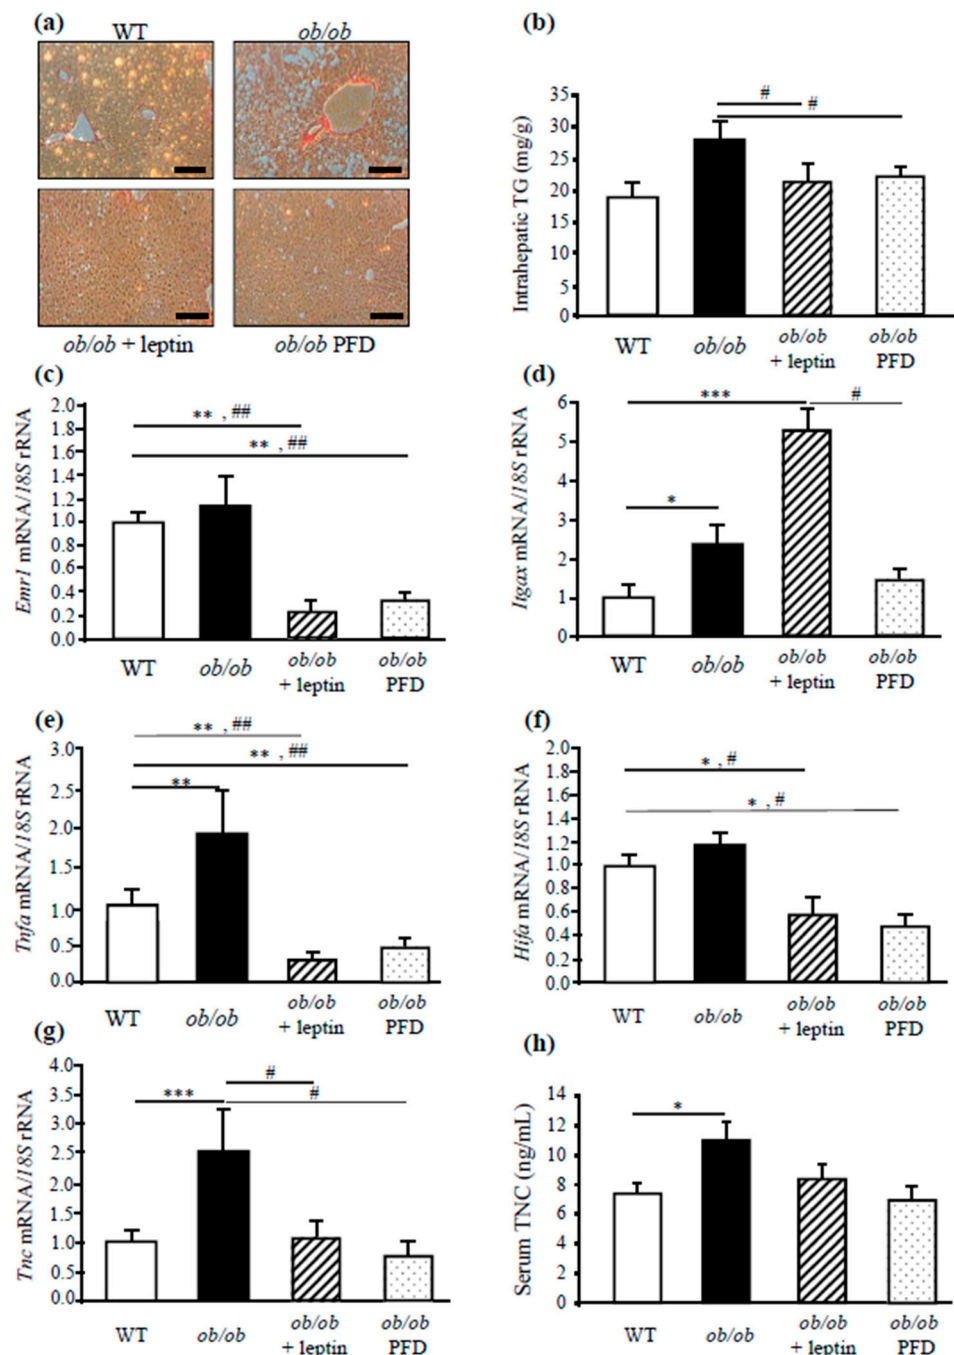 (a)
WT
ob/ob
ob/ob + leptin
ob/ob PFD
(b)
Intrahepatic TG (mg/g)
35
30
25
20
15
10
5
0
#
#
WT
ob/ob
ob/ob
+ leptin
ob/ob
PFD
(c)
Emr1 mRNA/18S rRNA
2.0
1.8
1.6
1.4
1.2
1.0
0.8
0.6
0.4
0.2
0.0
** , ##
** , ##
WT
ob/ob
ob/ob
+ leptin
ob/ob
PFD
(d)
Itgax mRNA/18S rRNA
6
5
4
3
2
1
0
***
#
*
WT
ob/ob
ob/ob
+ leptin
ob/ob
PFD
(e)
Tnfa mRNA/18S rRNA
3.0
2.5
2.0
1.5
1.0
0.5
0.0
** , ##
** , ##
**
WT
ob/ob
ob/ob
+ leptin
ob/ob
PFD
(f)
Hifa mRNA/18S rRNA
2.0
1.8
1.6
1.4
1.2
1.0
0.8
0.6
0.4
0.2
0.0
* , #
* , #
WT
ob/ob
ob/ob
+ leptin
ob/ob
PFD
(g)
Tnc mRNA/18S rRNA
4.0
3.5
3.0
2.5
2.0
1.5
1.0
0.5
0.0
#
***
#
WT
ob/ob
ob/ob
+ leptin
ob/ob
PFD
(h)
Serum TNC (ng/mL)
14
12
10
8
6
4
2
0
*
WT
ob/ob
ob/ob
+ leptin
ob/ob
PFD